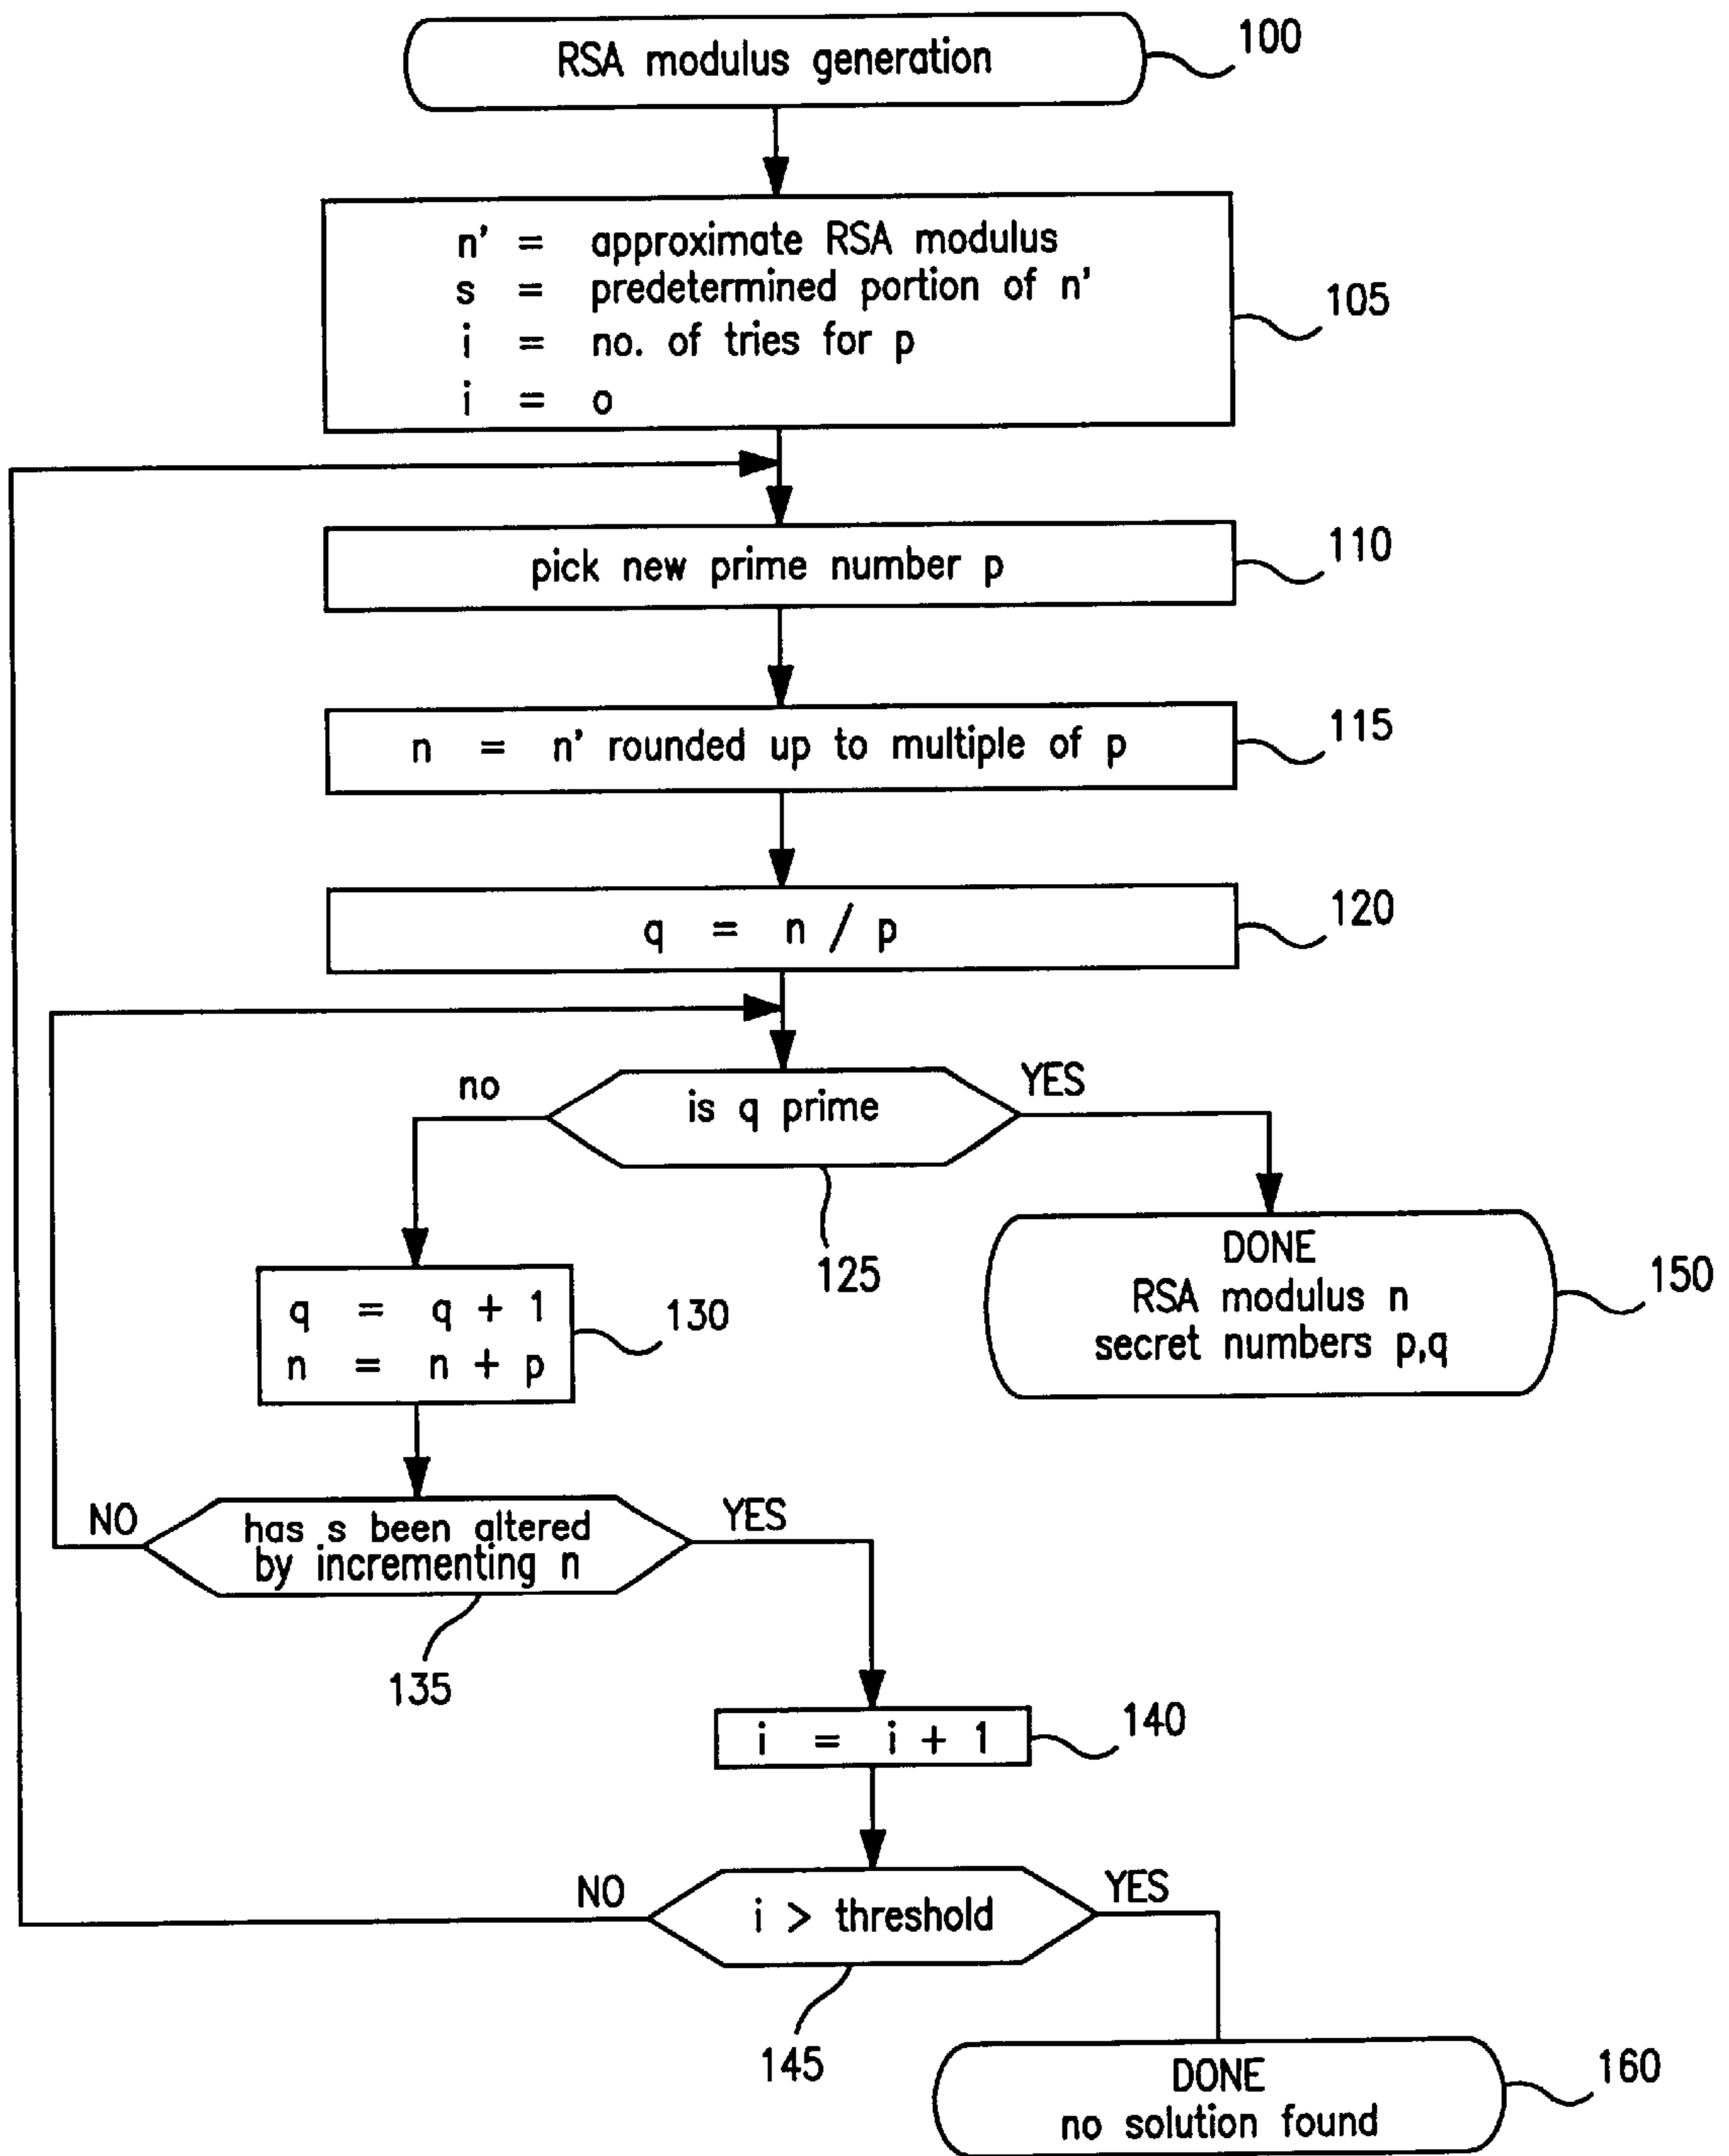 RSA modulus generation
100
n' = approximate RSA modulus
s = predetermined portion of n'
i = no. of tries for p
i = o
105
pick new prime number p
110
n = n' rounded up to multiple of p
115
q = n / p
120
no
is q prime
YES
125
q = q + 1
n = n + p
130
DONE
RSA modulus n
secret numbers p,q
150
NO
has s been altered
by incrementing n
YES
135
i = i + 1
140
NO
i > threshold
YES
145
DONE
no solution found
160